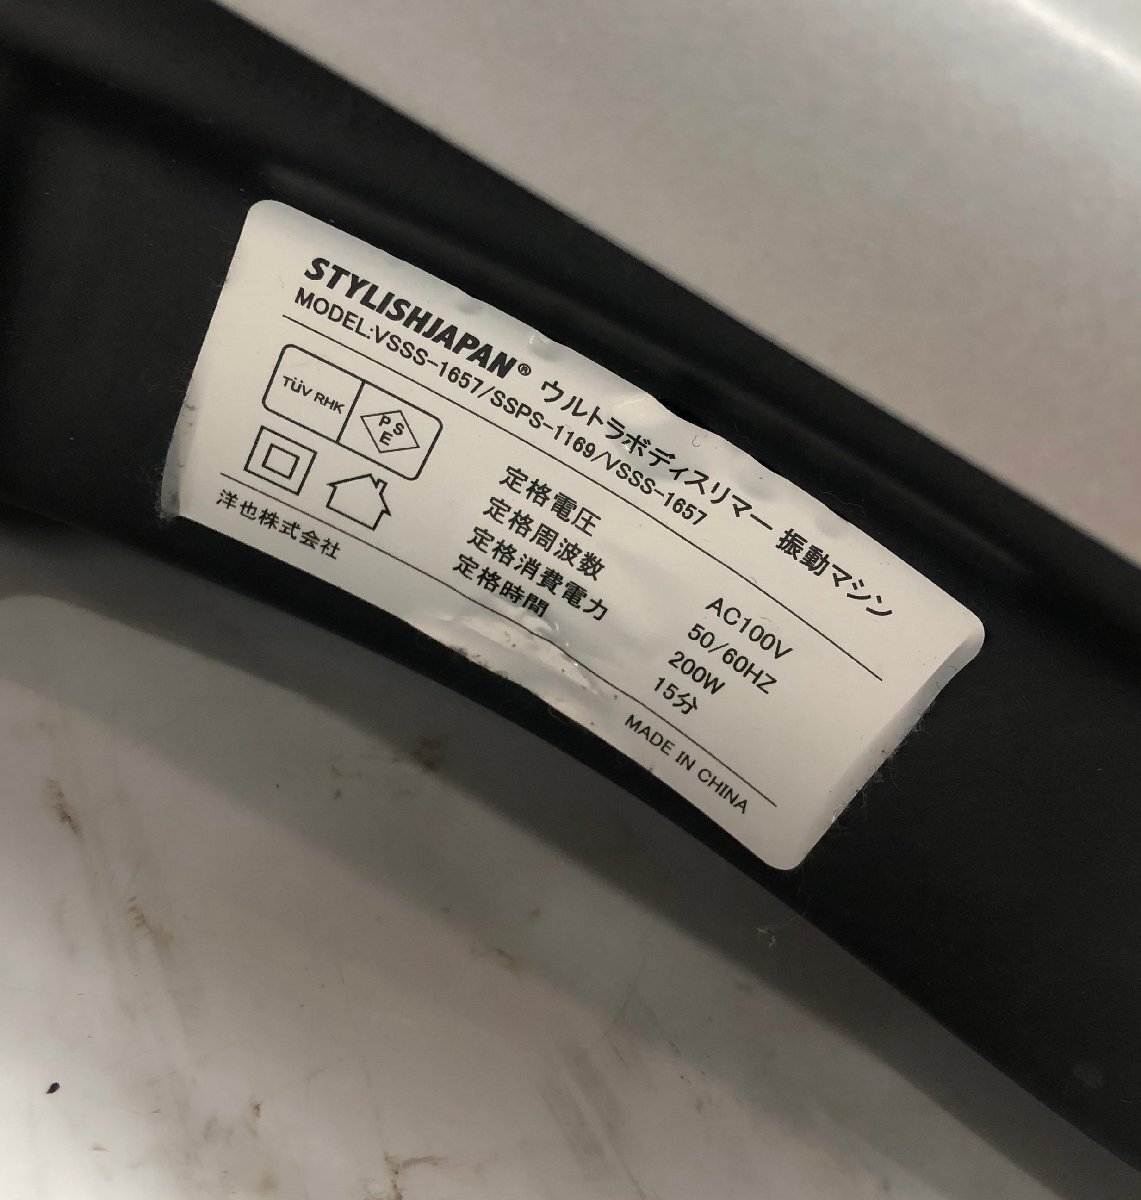 STYLISHJAPAN® ウルトラボディスリマー 振動マシン
MODEL:VSSS-1657/SSPS-1169/VSSS-1657
TÜV RHK
PSE
定格電圧 AC100V
定格周波数 50/60HZ
定格消費電力 200W
定格時間 15分
洋也株式会社
MADE IN CHINA